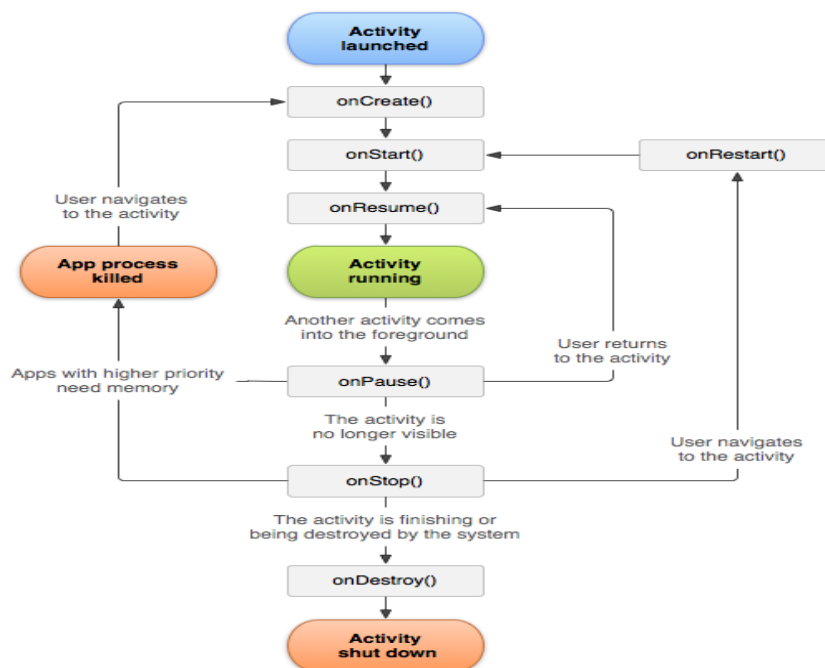 Activity
launched
onCreate()
onStart()
onRestart()
User navigates
to the activity
onResume()
App process
killed
Activity
running
Another activity comes
into the foreground
User returns
to the activity
Apps with higher priority
need memory
onPause()
The activity is
no longer visible
User navigates
to the activity
onStop()
The activity is finishing or
being destroyed by the system
onDestroy()
Activity
shut down